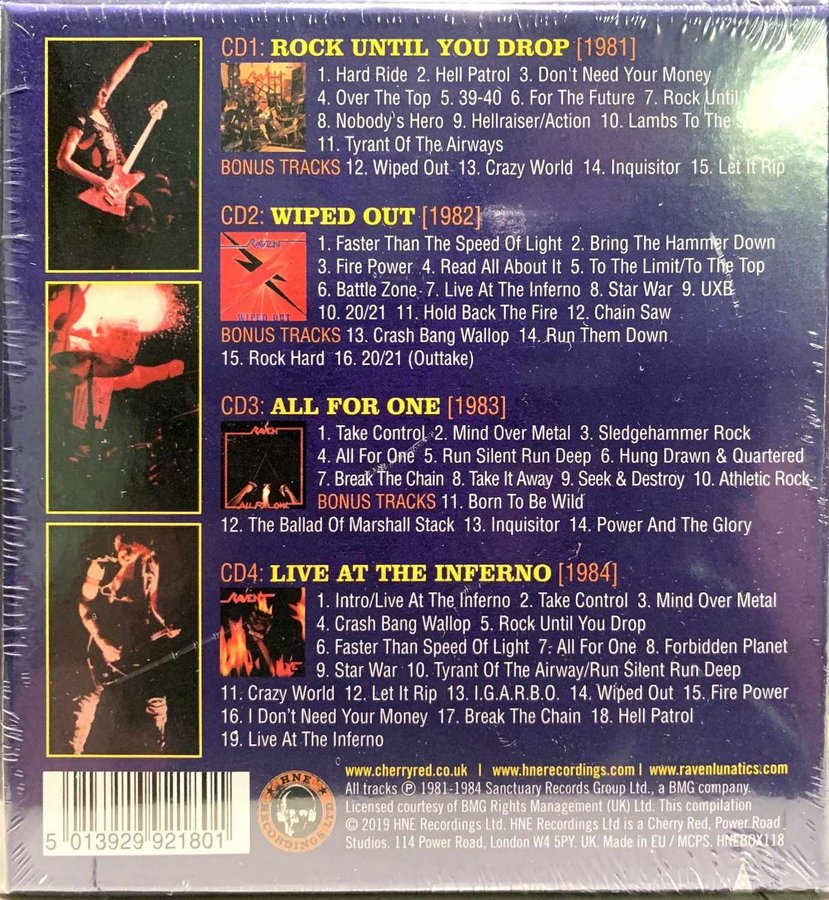 CD1: ROCK UNTIL YOU DROP [1981]
1. Hard Ride 2. Hell Patrol 3. Don't Need Your Money
4. Over The Top 5. 39-40 6. For The Future 7. Rock Until
8. Nobody's Hero 9. Hellraiser/Action 10. Lambs To The
11. Tyrant Of The Airways
BONUS TRACKS 12. Wiped Out 13. Crazy World 14. Inquisitor 15. Let It Rip
CD2: WIPED OUT [1982]
RAVEN
WIPED OUT
1. Faster Than The Speed Of Light 2. Bring The Hammer Down
3. Fire Power 4. Read All About It 5. To The Limit/To The Top
6. Battle Zone 7. Live At The Inferno 8. Star War 9. UXB
10. 20/21 11. Hold Back The Fire 12. Chain Saw
BONUS TRACKS 13. Crash Bang Wallop 14. Run Them Down
15. Rock Hard 16. 20/21 (Outtake)
CD3: ALL FOR ONE [1983]
RAVEN
ALL FOR ONE
1. Take Control 2. Mind Over Metal 3. Sledgehammer Rock
4. All For One 5. Run Silent Run Deep 6. Hung Drawn & Quartered
7. Break The Chain 8. Take It Away 9. Seek & Destroy 10. Athletic Rock
BONUS TRACKS 11. Born To Be Wild
12. The Ballad Of Marshall Stack 13. Inquisitor 14. Power And The Glory
CD4: LIVE AT THE INFERNO [1984]
RAVEN
LIVE
1. Intro/Live At The Inferno 2. Take Control 3. Mind Over Metal
4. Crash Bang Wallop 5. Rock Until You Drop
6. Faster Than Speed Of Light 7. All For One 8. Forbidden Planet
9. Star War 10. Tyrant Of The Airway/Run Silent Run Deep
11. Crazy World 12. Let It Rip 13. I.G.A.R.B.O. 14. Wiped Out 15. Fire Power
16. I Don't Need Your Money 17. Break The Chain 18. Hell Patrol
19. Live At The Inferno
5 013929 921801
HNE
RECORDINGS LTD
www.cherryred.co.uk | www.hnerecordings.com | www.ravenlunatics.com
All tracks ℗ 1981-1984 Sanctuary Records Group Ltd., a BMG company.
Licensed courtesy of BMG Rights Management (UK) Ltd. This compilation
© 2019 HNE Recordings Ltd. HNE Recordings Ltd is a Cherry Red, Power Road
Studios. 114 Power Road, London W4 5PY. UK. Made in EU / MCPS. HNEBOX118